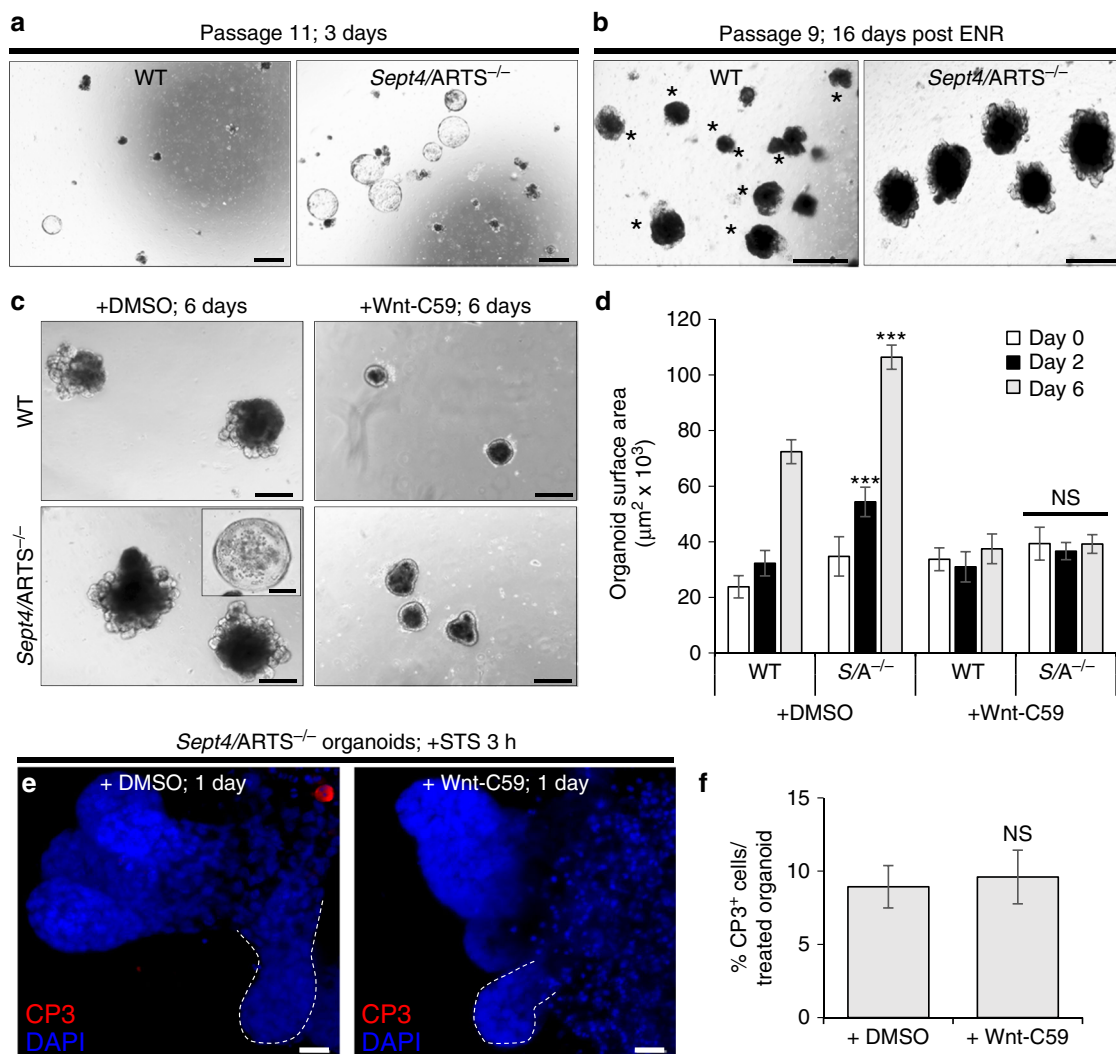 a
Passage 11; 3 days
WT
Sept4/ARTS⁻/⁻
b
Passage 9; 16 days post ENR
WT
Sept4/ARTS⁻/⁻
* * * * * * * * *
c
+DMSO; 6 days
+Wnt-C59; 6 days
WT
Sept4/ARTS⁻/⁻
d
Organoid surface area
(μm² x 10³)
120
100
80
60
40
20
0
Day 0
Day 2
Day 6
***
***
NS
WT
S/A⁻/⁻
WT
S/A⁻/⁻
+DMSO
+Wnt-C59
Sept4/ARTS⁻/⁻ organoids; +STS 3 h
e
+ DMSO; 1 day
+ Wnt-C59; 1 day
CP3
DAPI
CP3
DAPI
f
% CP3⁺ cells/
treated organoid
15
10
5
0
NS
+ DMSO
+ Wnt-C59